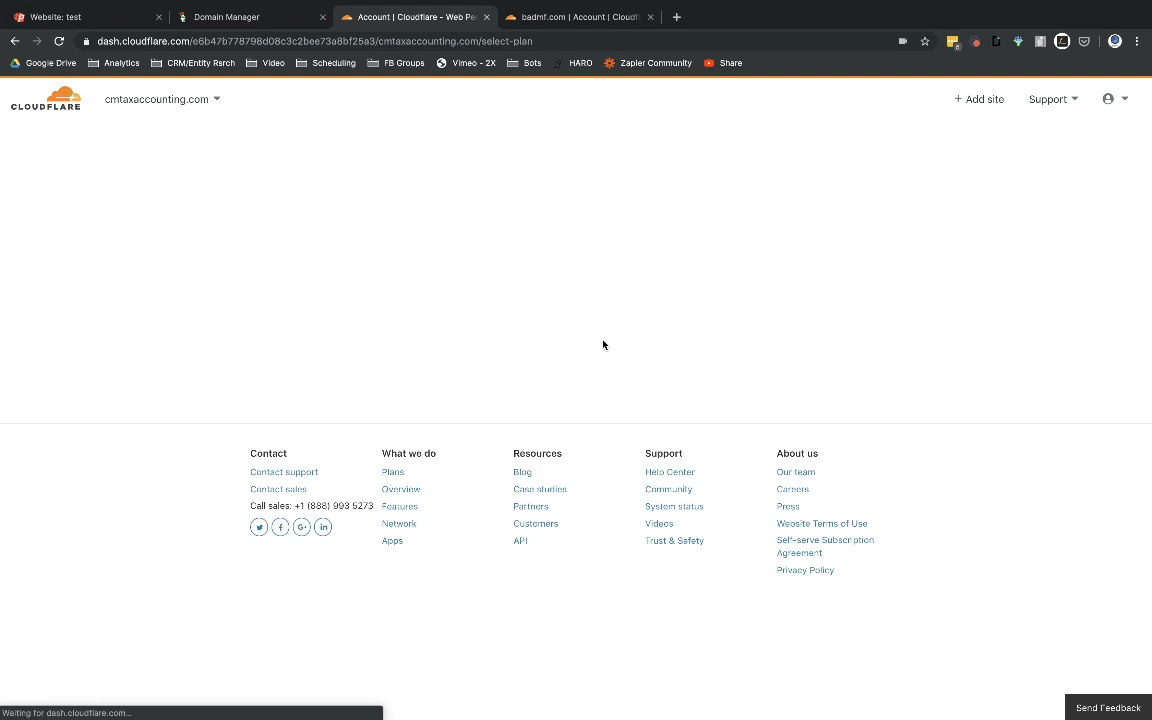 Website: test
Domain Manager
Account | Cloudflare - Web Pe
badmf.com | Account | Cloudf
dash.cloudflare.com/e6b47b778798d08c3c2bee73a8bf25a3/cmtaxaccounting.com/select-plan
6
Google Drive
Analytics
CRM/Entity Rsrch
Video
Scheduling
FB Groups
Vimeo - 2X
Bots
HARO
Zapier Community
Share
CLOUDFLARE
cmtaxaccounting.com
+ Add site
Support
Contact
Contact support
Contact sales
Call sales: +1 (888) 993 5273
What we do
Plans
Overview
Features
Network
Apps
Resources
Blog
Case studies
Partners
Customers
API
Support
Help Center
Community
System status
Videos
Trust & Safety
About us
Our team
Careers
Press
Website Terms of Use
Self-serve Subscription
Agreement
Privacy Policy
Waiting for dash.cloudflare.com...
Send Feedback